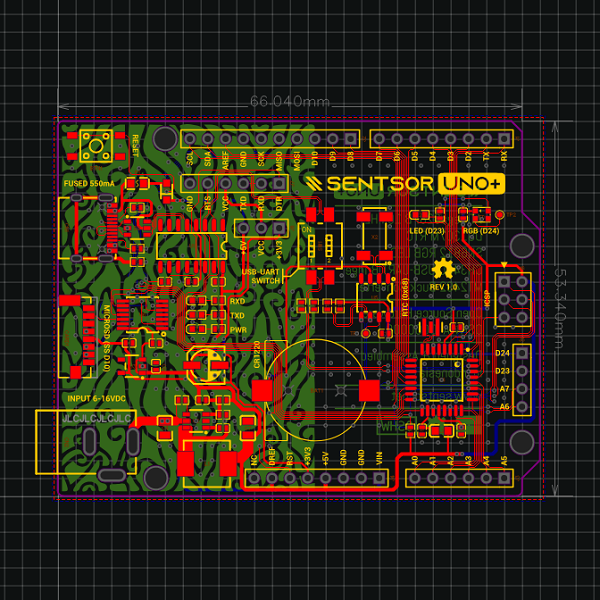 66.040mm
RESET
SCL
SDA
AREF
GND
SCK
MISO
MOSI
D10
D9
D8
D7
D6
D5
D4
D3
D2
TX
RX
FUSED 550mA
SENTSOR UNO+
GND
RTS
VCC
TXD
RXD
DTR
LED (D23)
RGB (D24)
TP1
+5V
VCC
+3V3
ON
USB-UART
SWITCH
REV 1.0
ICSP
RTC (0x68)
53.340mm
MICROSD (SS:D10)
RXD
TXD
PWR
CR1220
D24
D23
A7
A6
INPUT 6-16VDC
JLCJLCJLCJLC
NC
IOREF
RST
+3V3
+5V
GND
GND
VIN
A0
A1
A2
A3
A4
A5